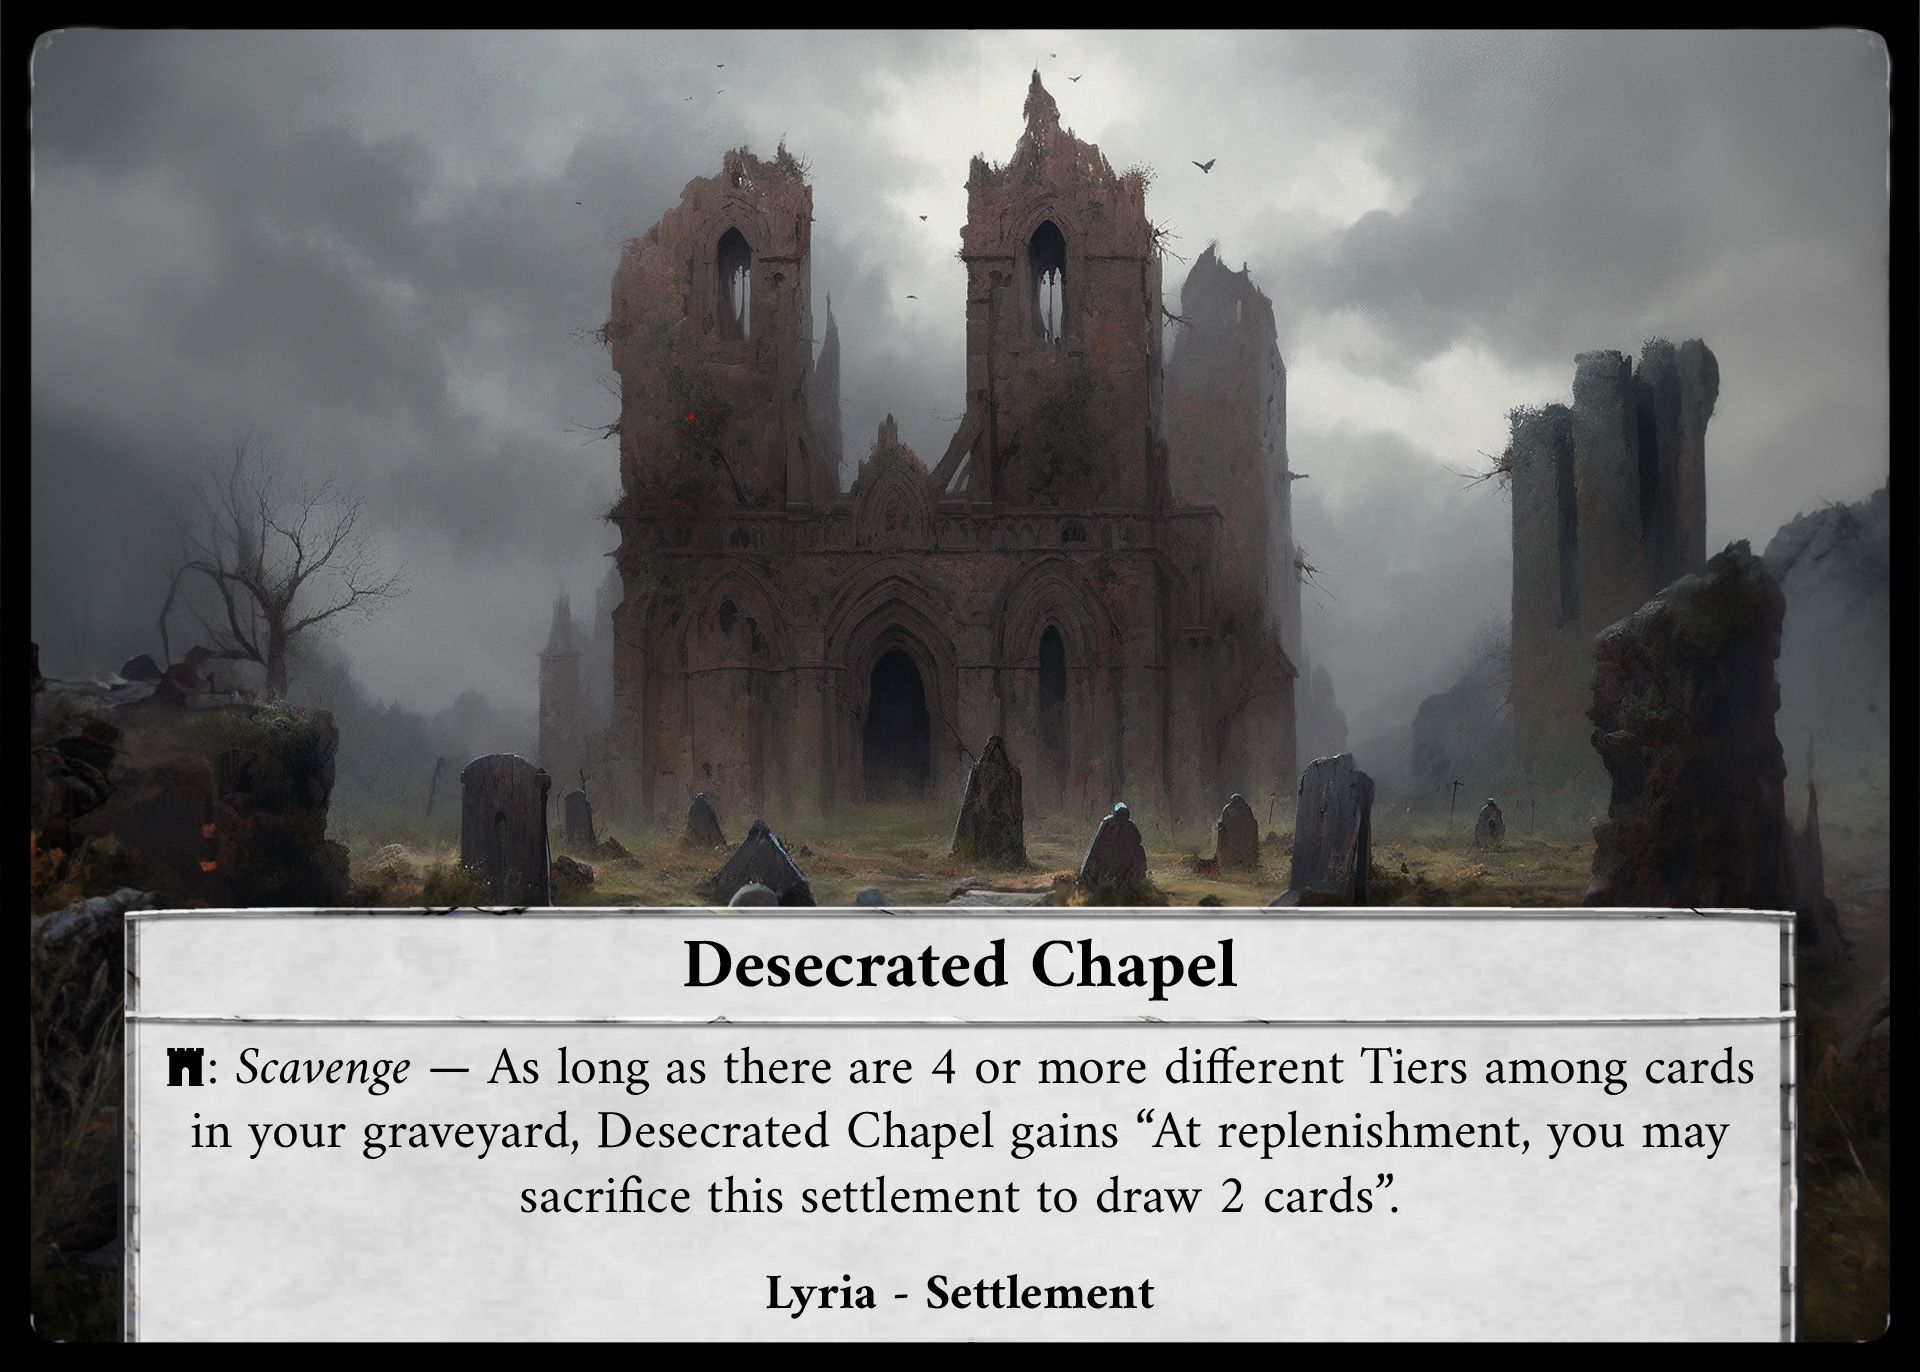 Desecrated Chapel
: Scavenge — As long as there are 4 or more different Tiers among cards
in your graveyard, Desecrated Chapel gains “At replenishment, you may
sacrifice this settlement to draw 2 cards”.
Lyria - Settlement